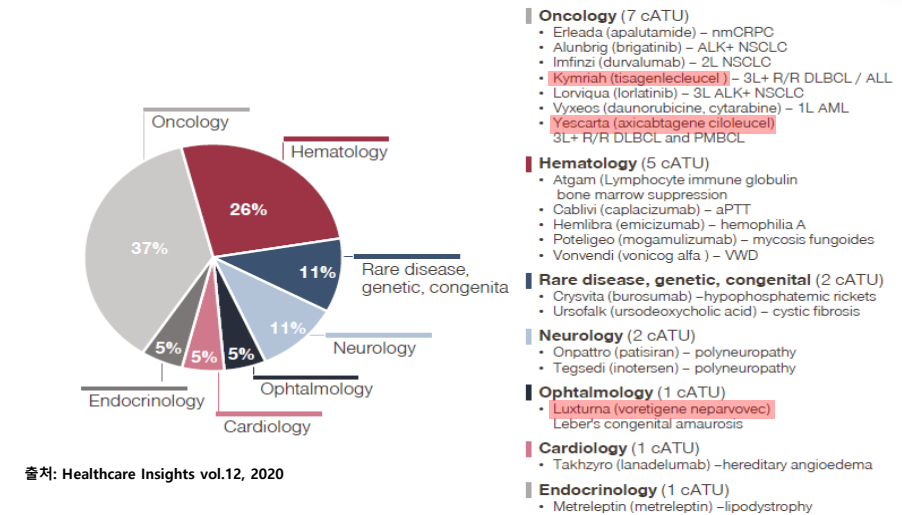 Oncology
Hematology
26%
37%
11%
Rare disease,
genetic, congenita
11%
Neurology
5%
5%
5%
Ophtalmology
Endocrinology
Cardiology
출처: Healthcare Insights vol.12, 2020
Oncology (7 cATU)
• Erleada (apalutamide) – nmCRPC
• Alunbrig (brigatinib) – ALK+ NSCLC
• Imfinzi (durvalumab) – 2L NSCLC
• Kymriah (tisagenlecleucel ) – 3L+ R/R DLBCL / ALL
• Lorviqua (lorlatinib) – 3L ALK+ NSCLC
• Vyxeos (daunorubicine, cytarabine) – 1L AML
• Yescarta (axicabtagene ciloleucel)
3L+ R/R DLBCL and PMBCL
Hematology (5 cATU)
• Atgam (Lymphocyte immune globulin
bone marrow suppression
• Cablivi (caplacizumab) – aPTT
• Hemlibra (emicizumab) – hemophilia A
• Poteligeo (mogamulizumab) – mycosis fungoides
• Vonvendi (vonicog alfa ) – VWD
Rare disease, genetic, congenital (2 cATU)
• Crysvita (burosumab) –hypophosphatemic rickets
• Ursofalk (ursodeoxycholic acid) – cystic fibrosis
Neurology (2 cATU)
• Onpattro (patisiran) – polyneuropathy
• Tegsedi (inotersen) – polyneuropathy
Ophtalmology (1 cATU)
• Luxturna (voretigene neparvovec)
Leber's congenital amaurosis
Cardiology (1 cATU)
• Takhzyro (lanadelumab) –hereditary angioedema
Endocrinology (1 cATU)
• Metreleptin (metreleptin) –lipodystrophy